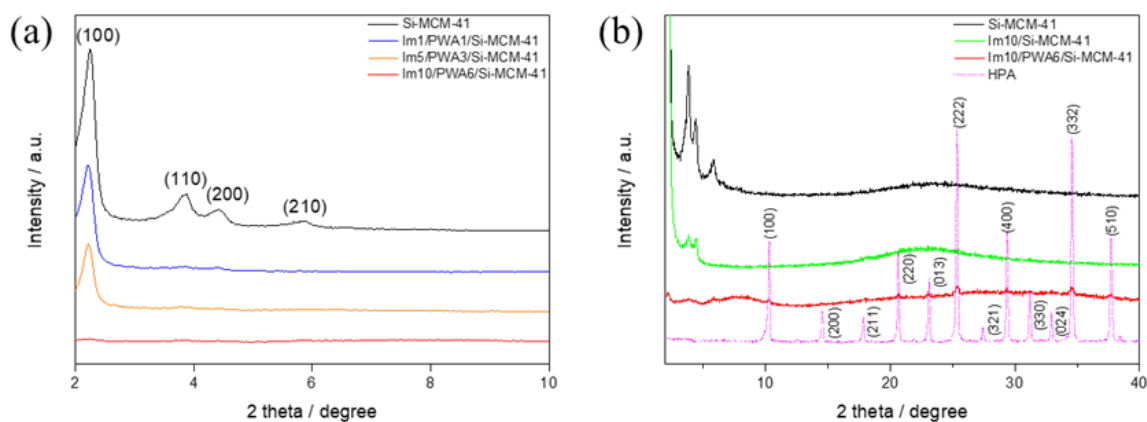 (a)
Si-MCM-41
Im1/PWA1/Si-MCM-41
Im5/PWA3/Si-MCM-41
Im10/PWA6/Si-MCM-41
(100)
(110)
(200)
(210)
Intensity / a.u.
2 4 6 8 10
2 theta / degree
(b)
Si-MCM-41
Im10/Si-MCM-41
Im10/PWA6/Si-MCM-41
HPA
(100)
(200)
(211)
(220)
(013)
(222)
(321)
(400)
(330)
(024)
(332)
(510)
Intensity / a.u.
10 20 30 40
2 theta / degree